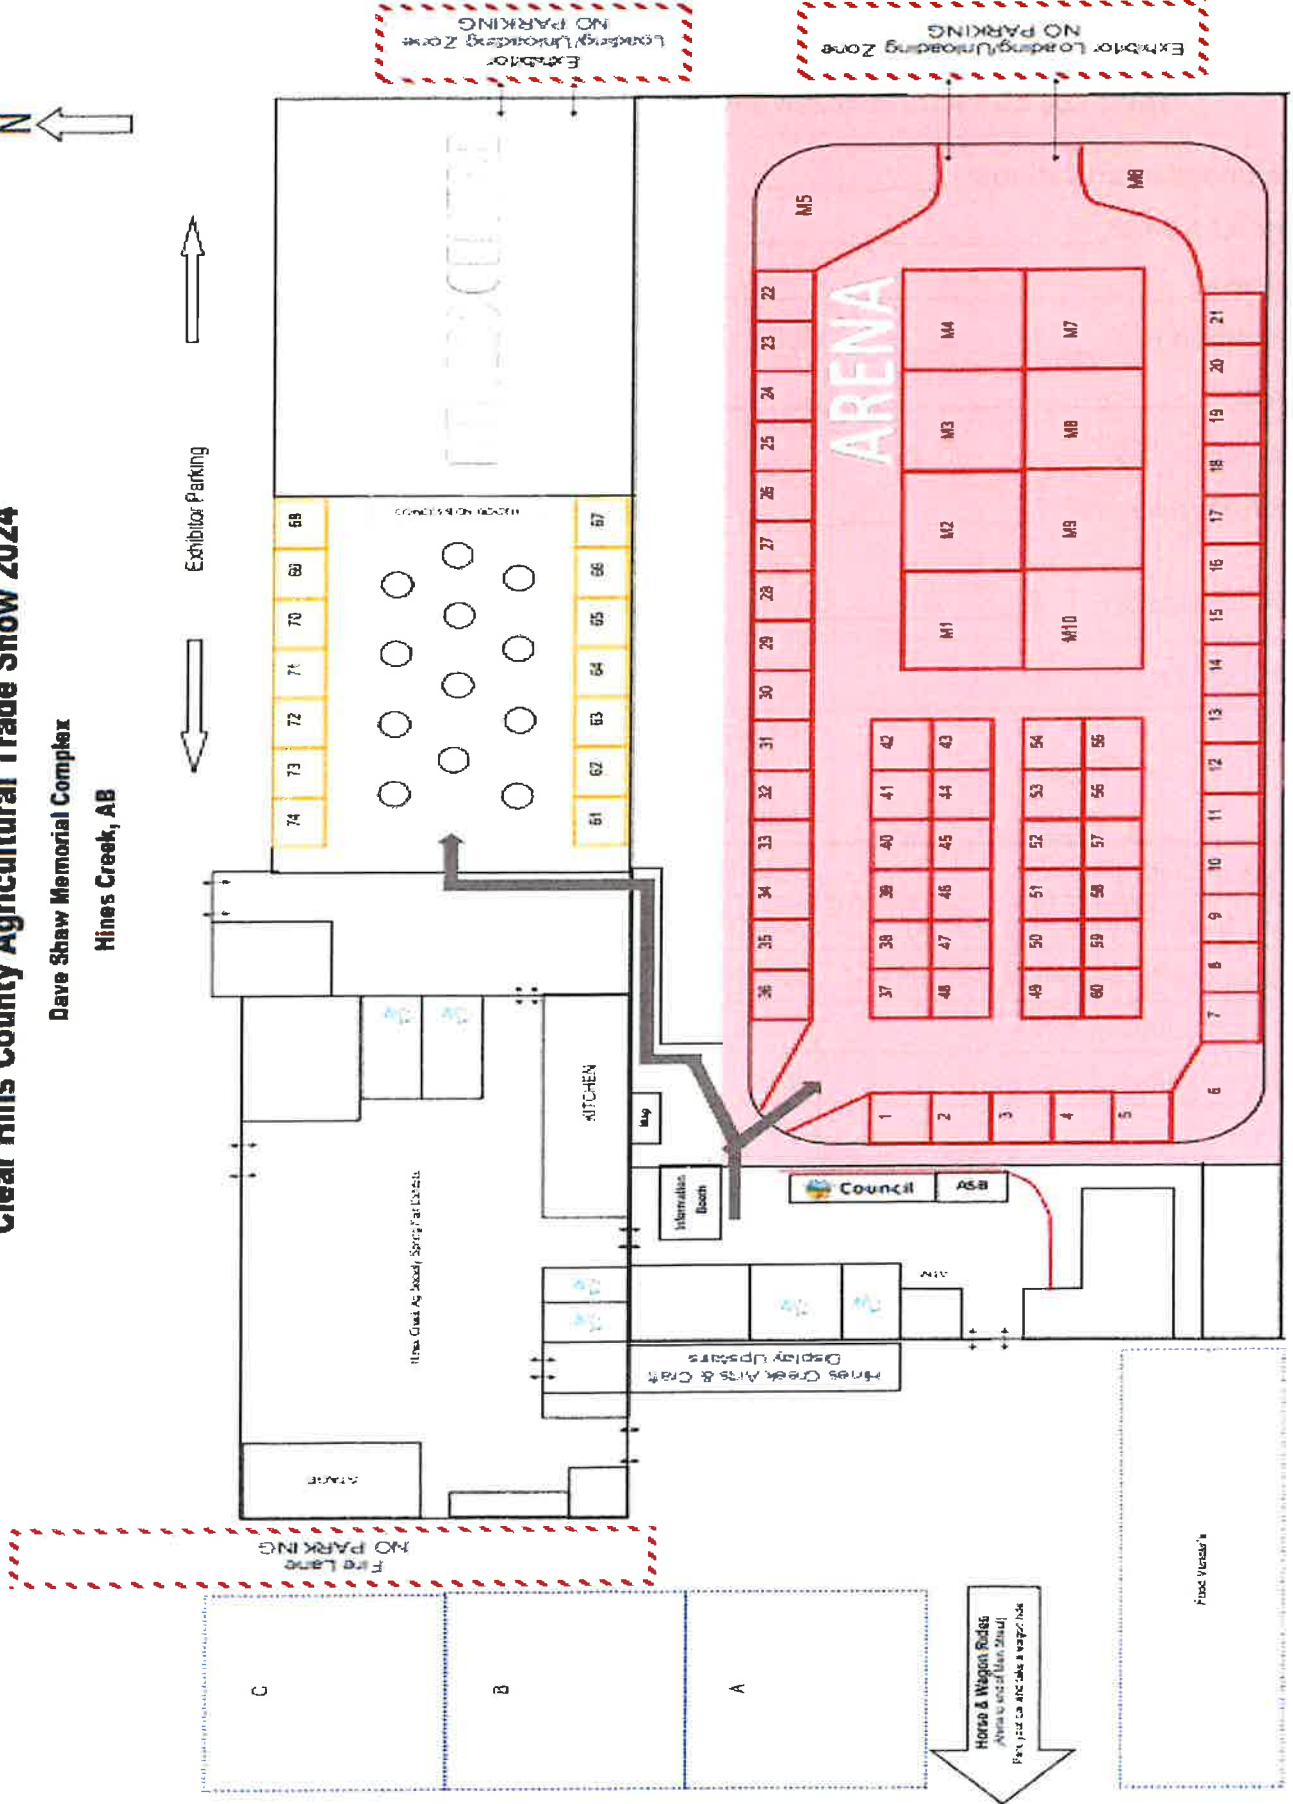 Clear Hills County Agricultural Trade Show 2024
Dave Shaw Memorial Complex
Hines Creek, AB
N
Exhibitor Parking
Exhibitor
Loading/Unloading Zone
NO PARKING
Exhibitor Loading/Unloading Zone
NO PARKING
Fire Lane
NO PARKING
74 73 72 71 70 69 68
61 62 63 64 65 66 67
STAGE
KITCHEN
Map
Information
Booth
Council
ASB
ATM
Hines Creek Arts & Craft
Display Upstairs
ARENA
36 35 34 33 32 31 30 29 28 27 26 25 24 23 22
M5
M6
37 38 39 40 41 42
48 47 46 45 44 43
49 50 51 52 53 54
60 59 58 57 56 55
M1 M2 M3 M4
M10 M9 M8 M7
1
2
3
4
5
6
7 8 9 10 11 12 13 14 15 16 17 18 19 20 21
C
B
A
Horse & Wagon Rides
Food Vendor's